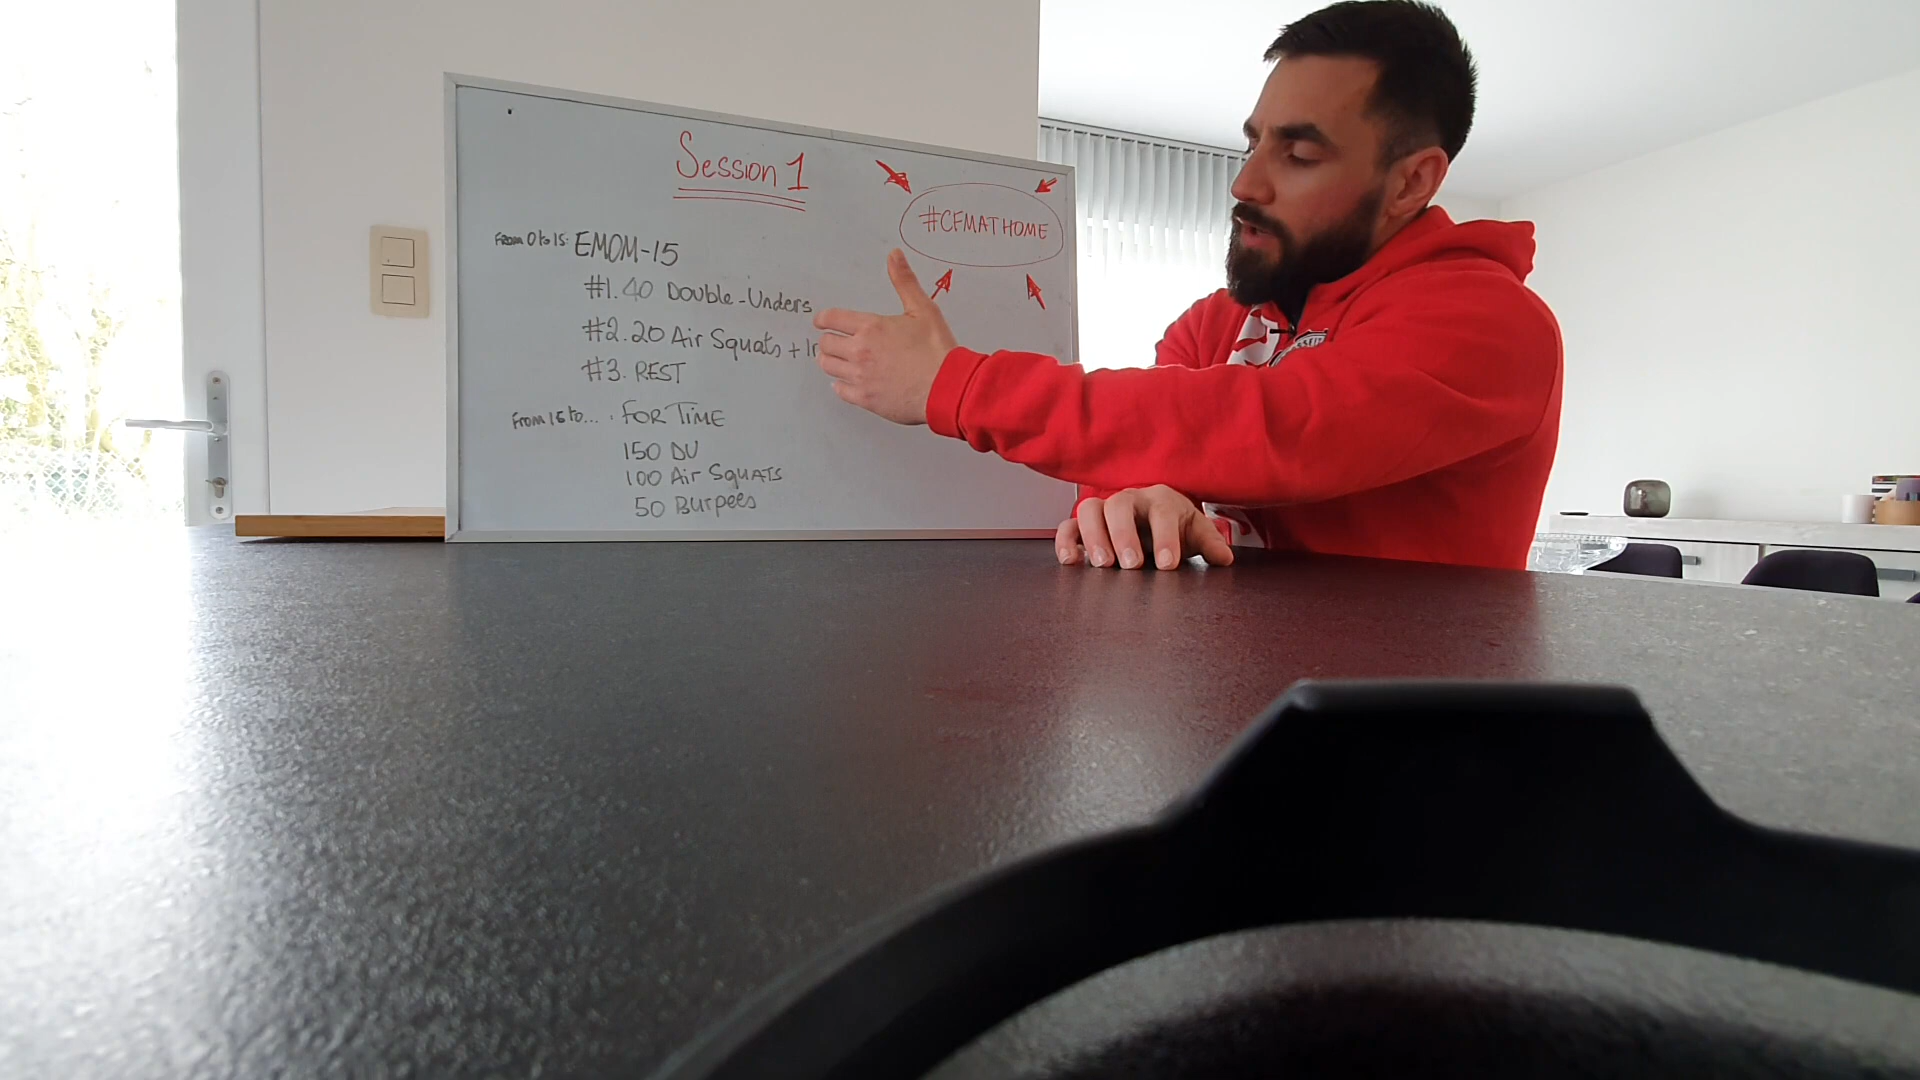 Session 1
#CFMATHOME
From 0 to 15: EMOM-15
#1. 40 Double-Unders
#2. 20 Air Squats +
#3. REST
From 15 to... : FOR TIME
150 DU
100 Air Squats
50 Burpees